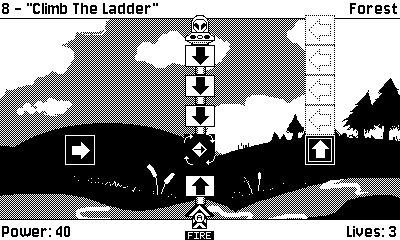 8 - "Climb The Ladder"
Forest
FIRE
Power: 40
Lives: 3